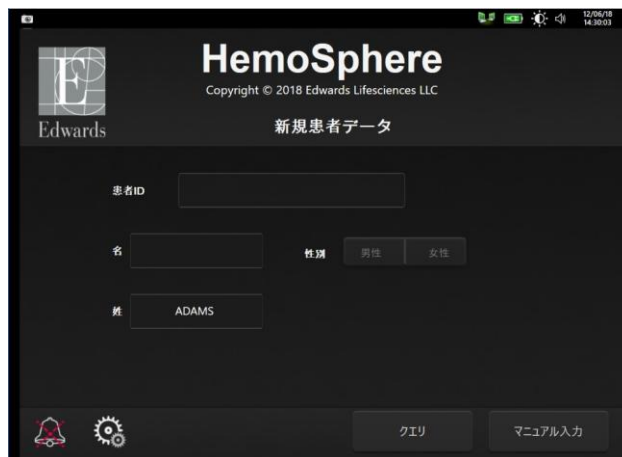 12/06/18
14:30:03
HemoSphere
Copyright © 2018 Edwards Lifesciences LLC
E
Edwards
新規患者データ
患者ID
名
性別 男性 女性
姓 ADAMS
クエリ マニュアル入力